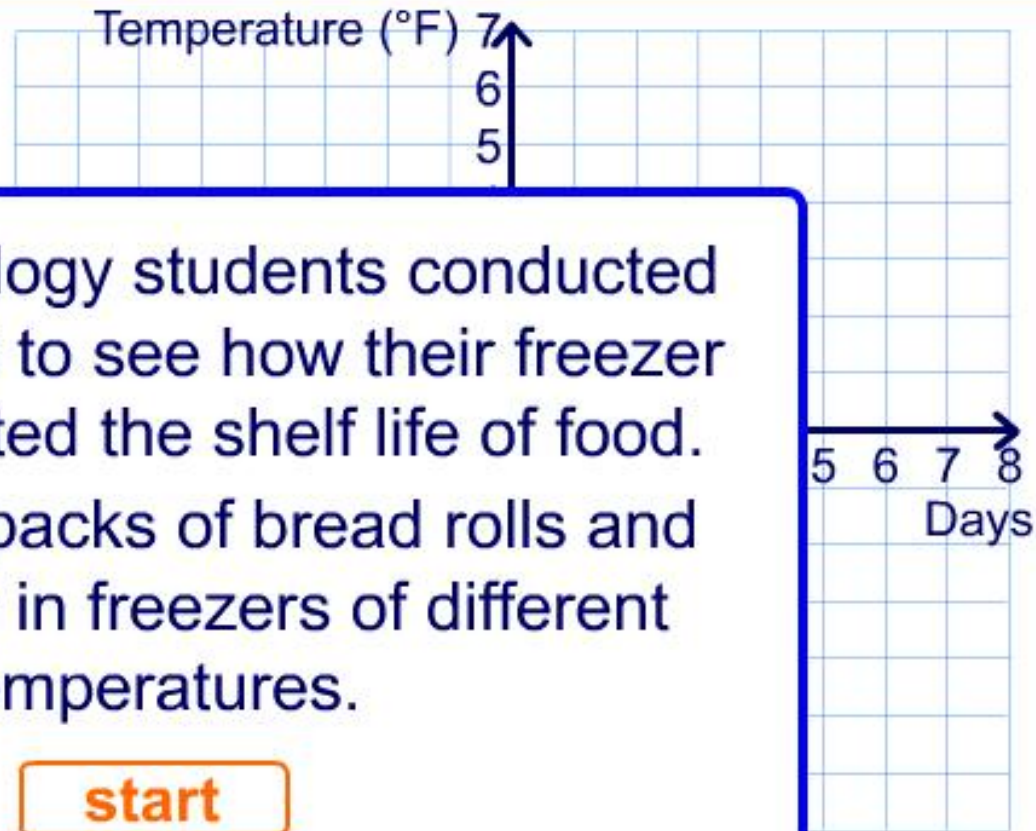 Temperature (°F) 7
6
5
logy students conducted
to see how their freezer
ted the shelf life of food.
packs of bread rolls and
in freezers of different
mperatures.
5 6 7 8
Days
start